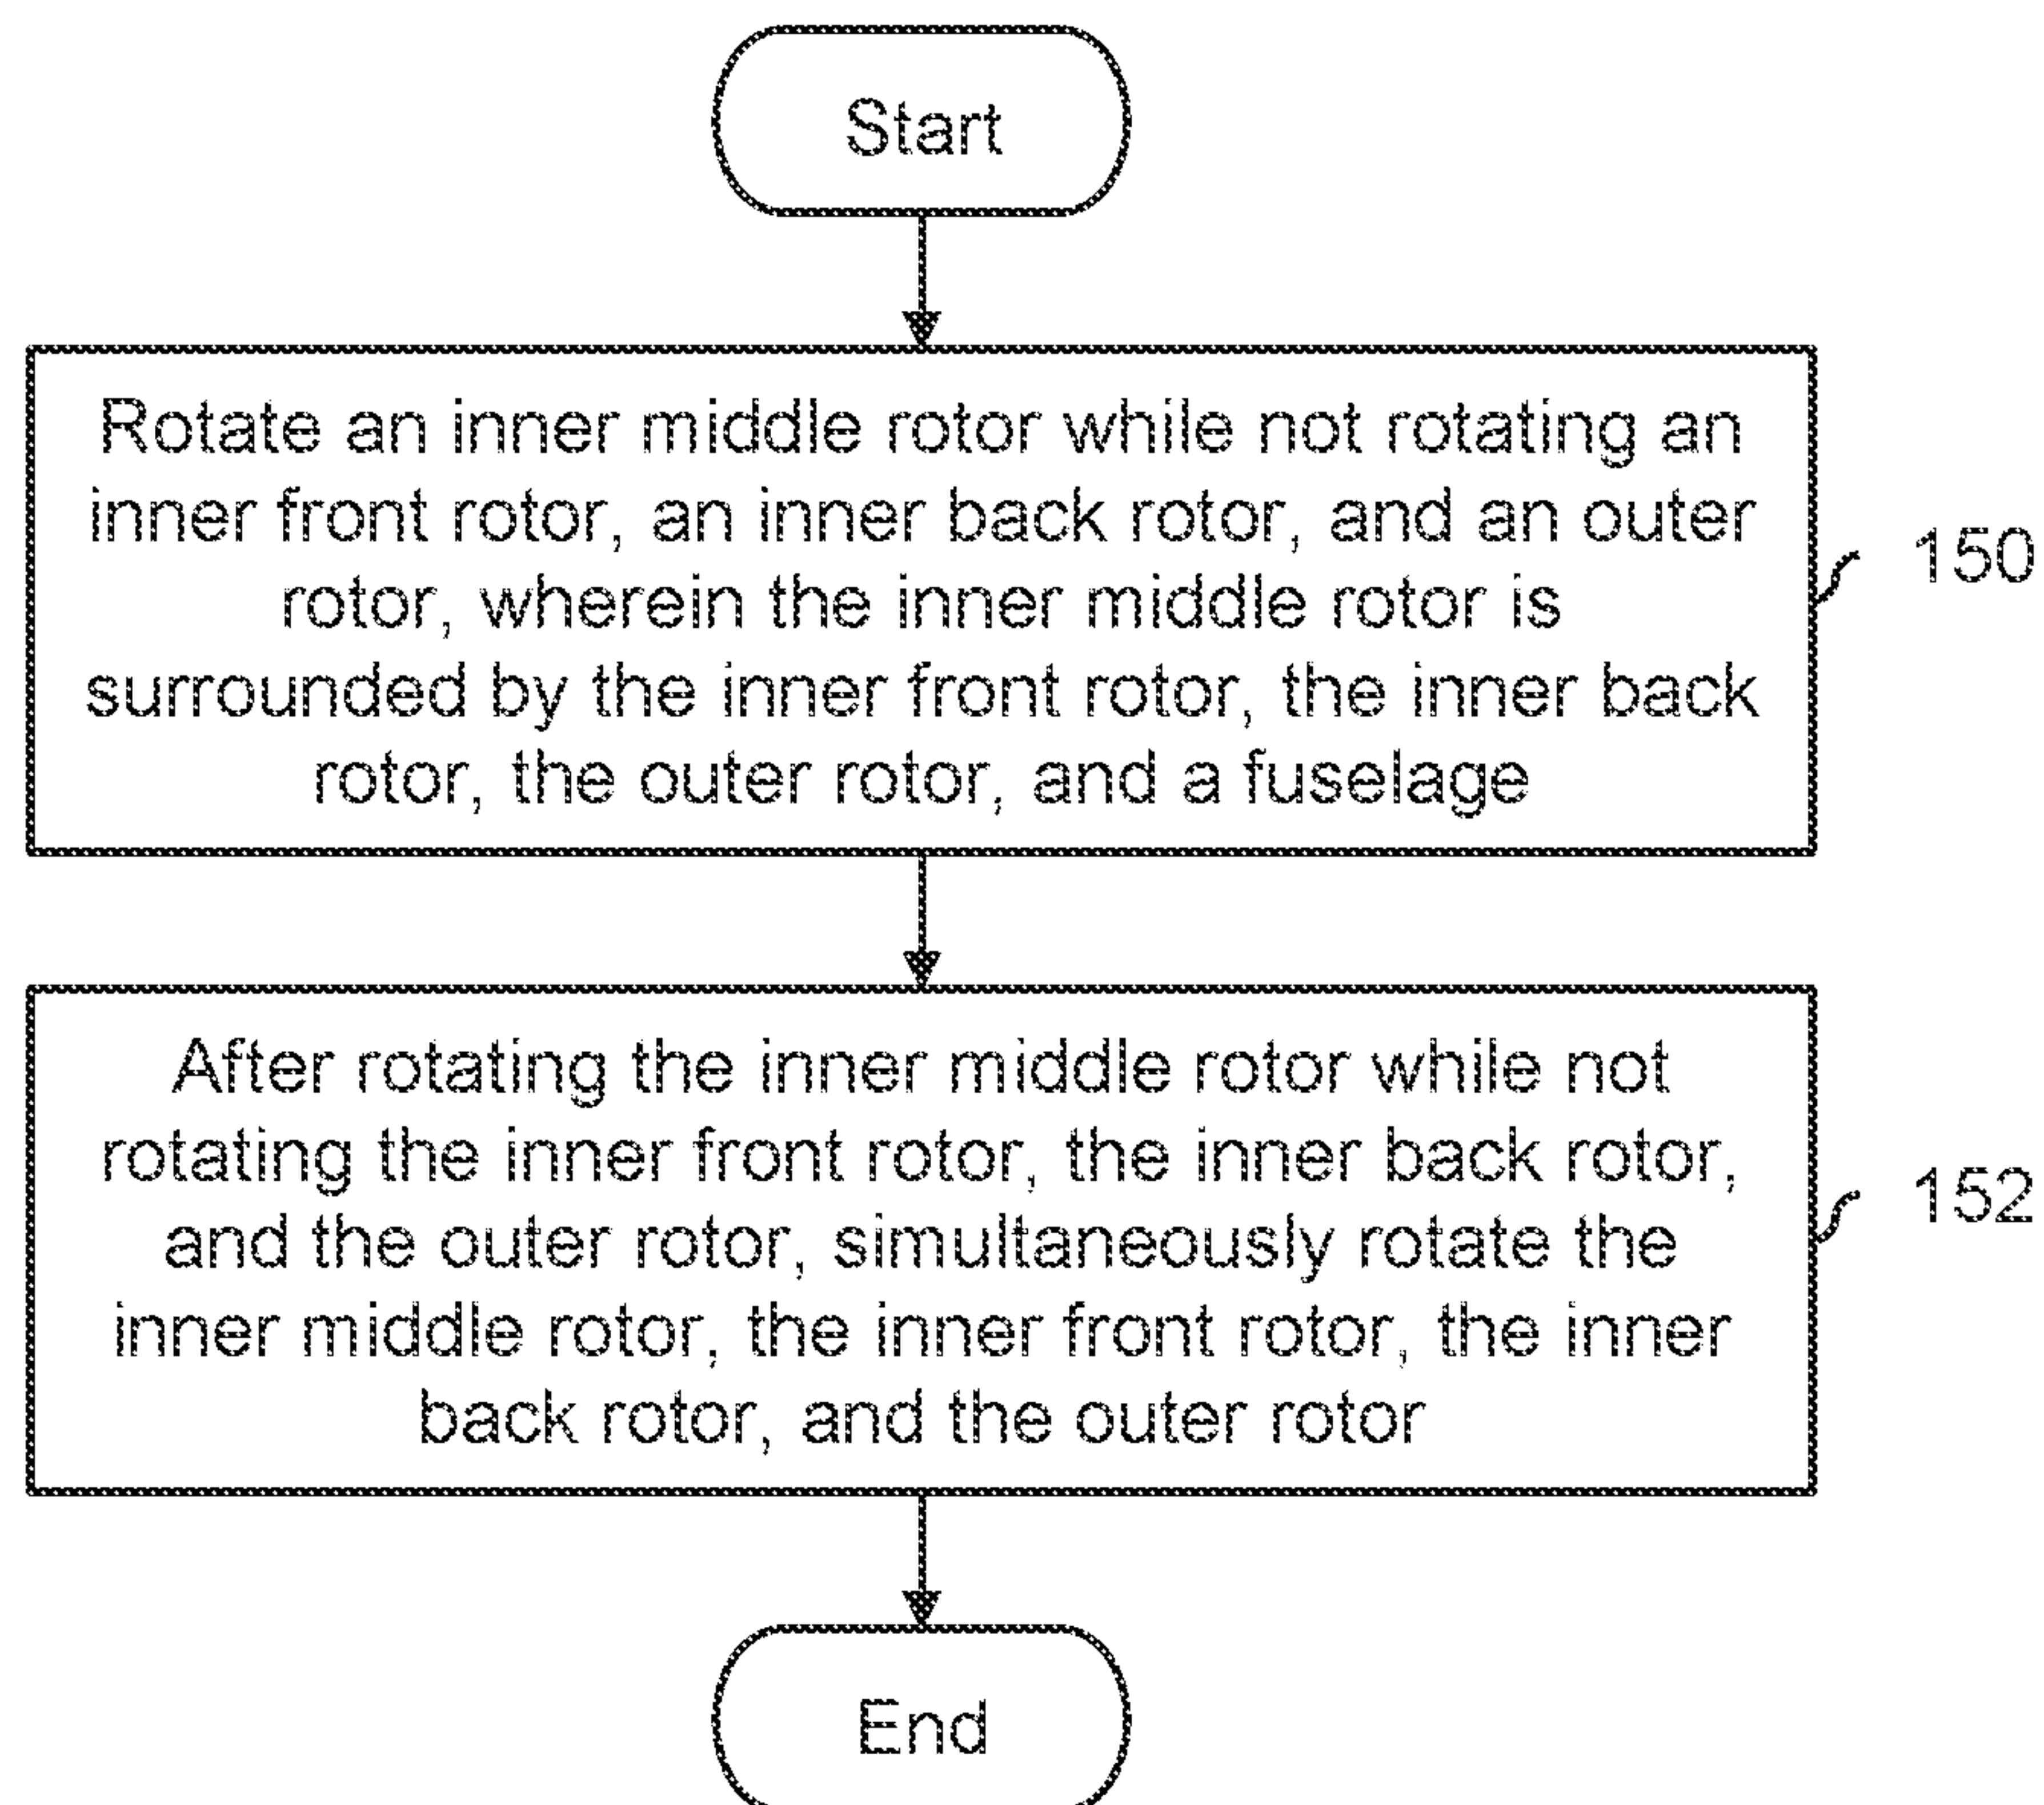 Start
Rotate an inner middle rotor while not rotating an
inner front rotor, an inner back rotor, and an outer
rotor, wherein the inner middle rotor is
surrounded by the inner front rotor, the inner back
rotor, the outer rotor, and a fuselage
150
After rotating the inner middle rotor while not
rotating the inner front rotor, the inner back rotor,
and the outer rotor, simultaneously rotate the
inner middle rotor, the inner front rotor, the inner
back rotor, and the outer rotor
152
End